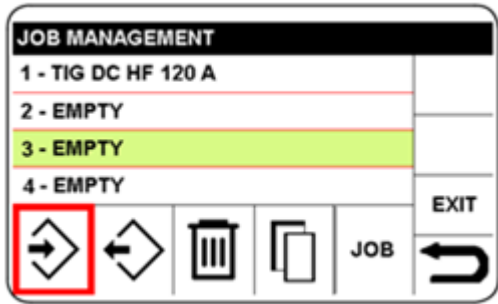 JOB MANAGEMENT
1 - TIG DC HF 120 A
2 - EMPTY
3 - EMPTY
4 - EMPTY
EXIT
JOB